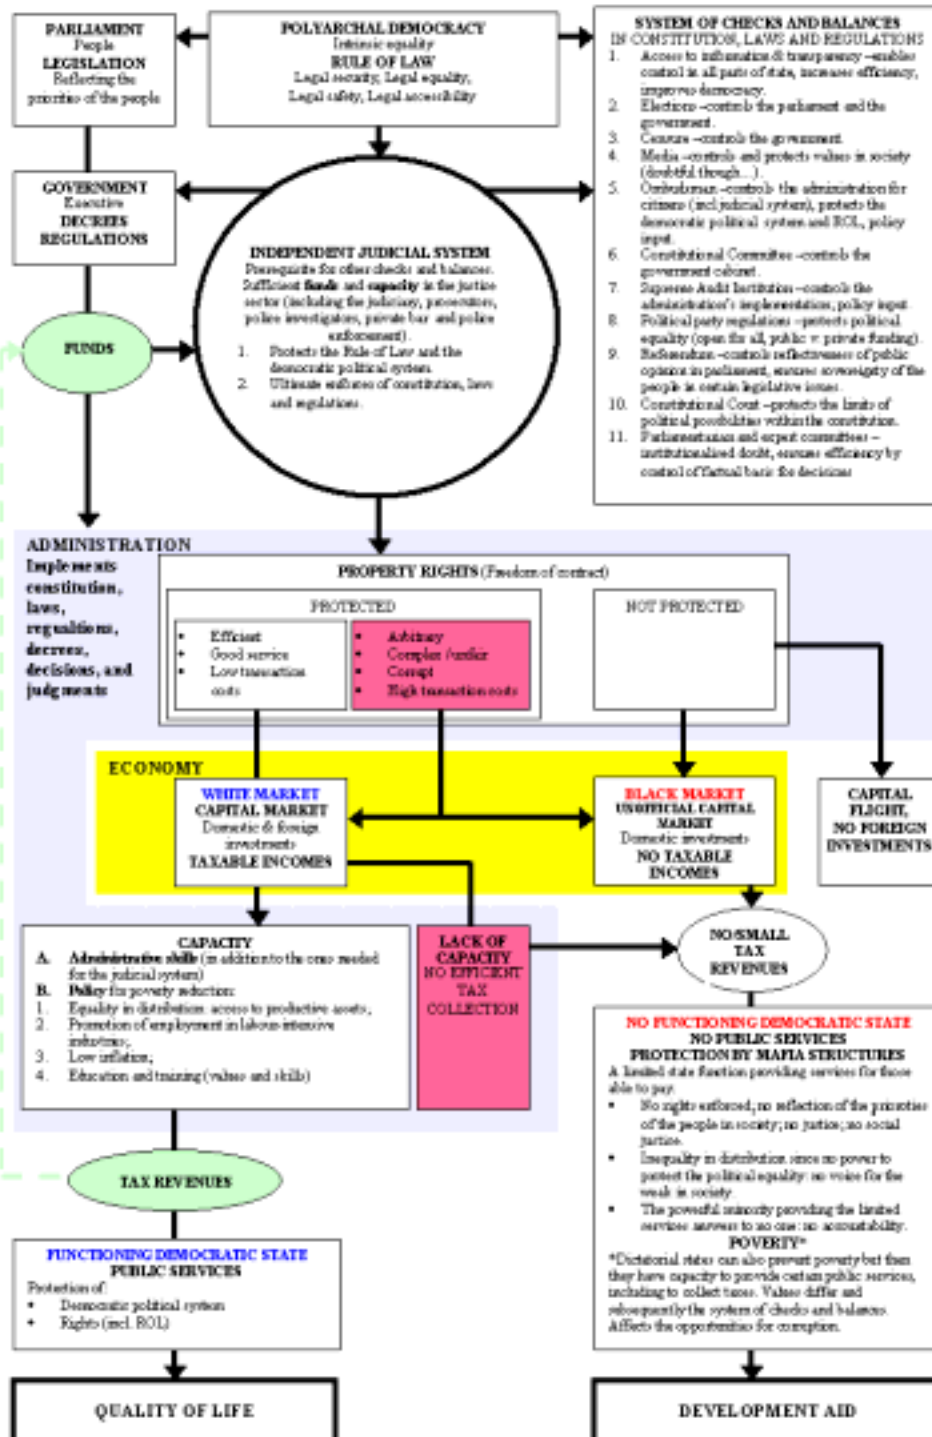 PARLIAMENT
People
LEGISLATION
Reflecting the
priorities of the people
POLYARCHAL DEMOCRACY
Intrinsic equality
RULE OF LAW
Legal security, Legal equality,
Legal safety, Legal accessibility
SYSTEM OF CHECKS AND BALANCES
IN CONSTITUTION, LAWS AND REGULATIONS
1. Access to information & transparency –enables
control in all parts of state, increases efficiency,
improves democracy.
2. Elections –controls the parliament and the
government.
3. Censure –controls the government.
4. Media –controls and protects values in society
(doubtful though...).
5. Ombudsman –controls the administration for
citizens (incl judicial system), protects the
democratic political system and ROL, policy
input.
6. Constitutional Committee –controls the
government cabinet.
7. Supreme Audit Institution –controls the
administration's implementation, policy input.
8. Political party regulations –protects political
equality (open for all, public v. private funding).
9. Referendum –controls reflectiveness of public
opinion in parliament, ensures sovereignty of the
people in certain legislative issues.
10. Constitutional Court –protects the limits of
political possibilities within the constitution.
11. Parliamentarian and expert committees –
institutionalised doubt, ensures efficiency by
control of factual basis for decisions
GOVERNMENT
Executive
DECREES
REGULATIONS
INDEPENDENT JUDICIAL SYSTEM
Prerequisite for other checks and balances.
Sufficient funds and capacity in the justice
sector (including the judiciary, prosecutors,
police investigators, private bar and police
enforcement).
1. Protects the Rule of Law and the
democratic political system.
2. Ultimate enforcer of constitution, laws
and regulations.
FUNDS
ADMINISTRATION
Implements
constitution,
laws,
regualtions,
decrees,
decisions, and
judgments
PROPERTY RIGHTS (Freedom of contract)
PROTECTED
• Efficient
• Good service
• Low transaction
costs
• Arbitrary
• Complex /unfair
• Corrupt
• High transaction costs
NOT PROTECTED
ECONOMY
WHITE MARKET
CAPITAL MARKET
Domestic & foreign
investments
TAXABLE INCOMES
BLACK MARKET
UNOFFICIAL CAPITAL
MARKET
Domestic investments
NO TAXABLE
INCOMES
CAPITAL
FLIGHT,
NO FOREIGN
INVESTMENTS
CAPACITY
A. Administrative skills (in addition to the ones needed
for the judicial system)
B. Policy for poverty reduction:
1. Equality in distribution: access to productive assets;
2. Promotion of employment in labour-intensive
industries;
3. Low inflation;
4. Education and training (values and skills)
LACK OF
CAPACITY
NO EFFICIENT
TAX
COLLECTION
NO/SMALL
TAX
REVENUES
NO FUNCTIONING DEMOCRATIC STATE
NO PUBLIC SERVICES
PROTECTION BY MAFIA STRUCTURES
A limited state function providing services for those
able to pay.
• No rights enforced; no reflection of the priorities
of the people in society; no justice; no social
justice.
• Inequality in distribution since no power to
protect the political equality: no voice for the
weak in society.
• The powerful minority providing the limited
services answers to no one: no accountability.
POVERTY*
*Dictatorial states can also prevent poverty but then
they have capacity to provide certain public services,
including to collect taxes. Values differ and
subsequently the system of checks and balances.
Affects the opportunities for corruption.
TAX REVENUES
FUNCTIONING DEMOCRATIC STATE
PUBLIC SERVICES
Protection of:
• Democratic political system
• Rights (incl. ROL)
QUALITY OF LIFE
DEVELOPMENT AID